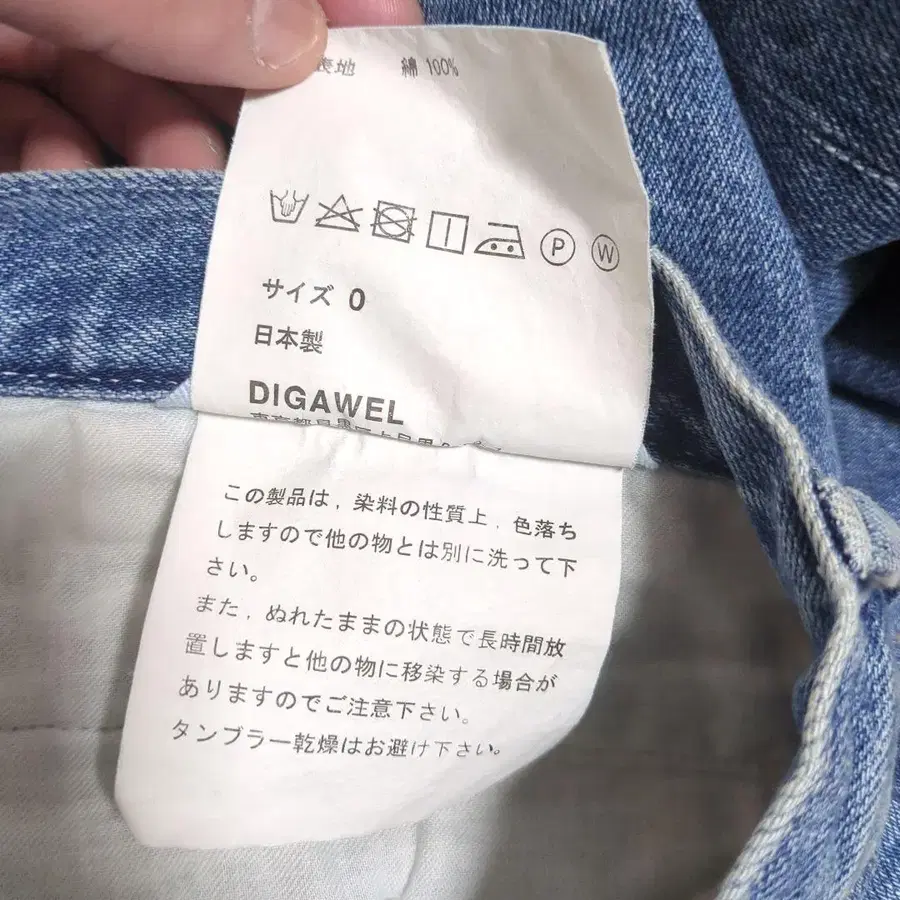 表地 綿 100%
P W
サイズ 0
日本製
DIGAWEL
この製品は，染料の性質上，色落ち
しますので他の物とは別に洗って下
さい。
また，ぬれたままの状態で長時間放
置しますと他の物に移染する場合が
ありますのでご注意下さい。
タンブラー乾燥はお避け下さい。